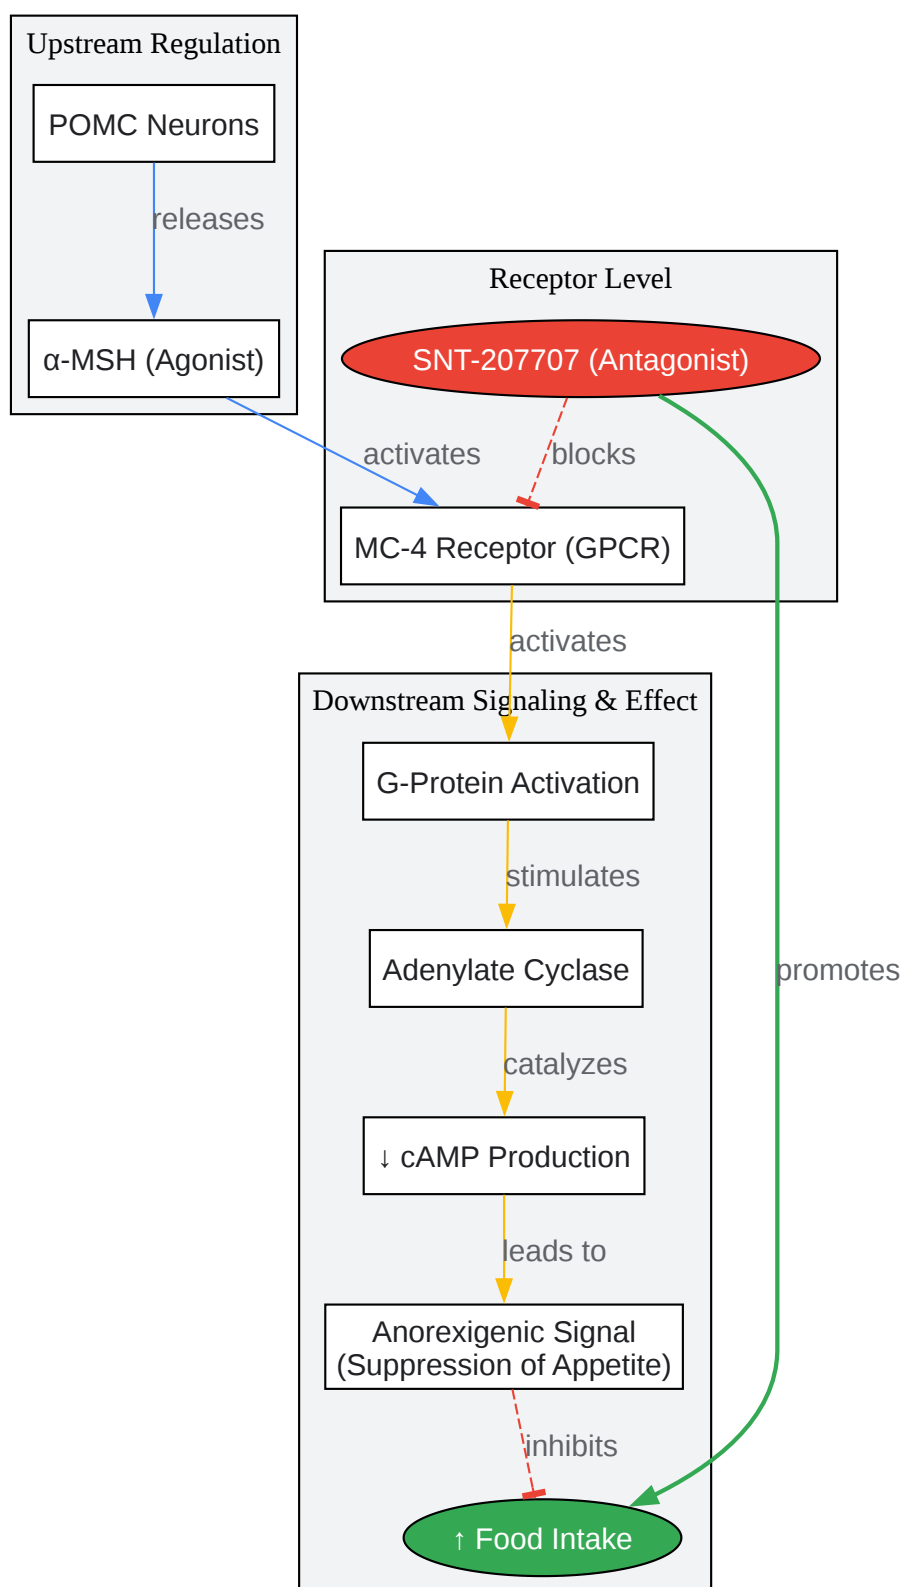 Upstream Regulation
POMC Neurons
releases
α-MSH (Agonist)
Receptor Level
SNT-207707 (Antagonist)
activates
blocks
MC-4 Receptor (GPCR)
activates
Downstream Signaling & Effect
G-Protein Activation
stimulates
Adenylate Cyclase
promotes
catalyzes
↓ cAMP Production
leads to
Anorexigenic Signal
(Suppression of Appetite)
inhibits
↑ Food Intake